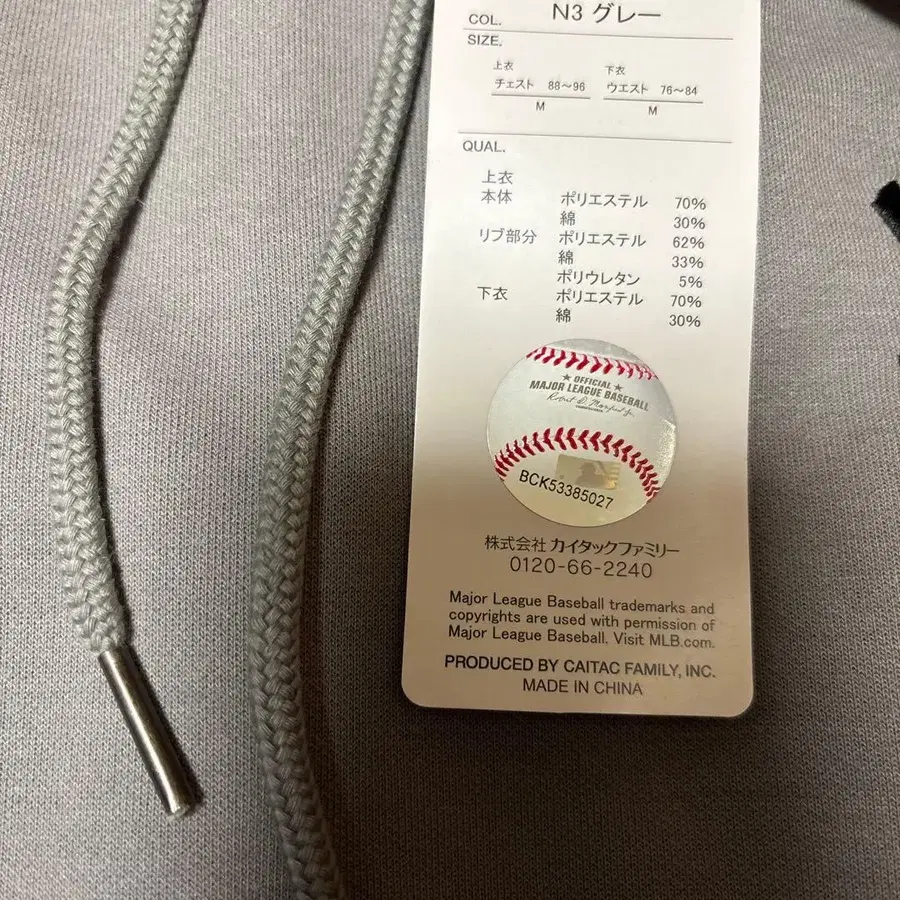 COL. N3 グレー
SIZE.
上衣 下衣
チェスト 88〜96 ウエスト 76〜84
M M
QUAL.
上衣
本体 ポリエステル 70%
綿 30%
リブ部分 ポリエステル 62%
綿 33%
ポリウレタン 5%
下衣 ポリエステル 70%
綿 30%
★ OFFICIAL ★
MAJOR LEAGUE BASEBALL
BCK53385027
株式会社 カイタックファミリー
0120-66-2240
Major League Baseball trademarks and
copyrights are used with permission of
Major League Baseball. Visit MLB.com.
PRODUCED BY CAITAC FAMILY, INC.
MADE IN CHINA